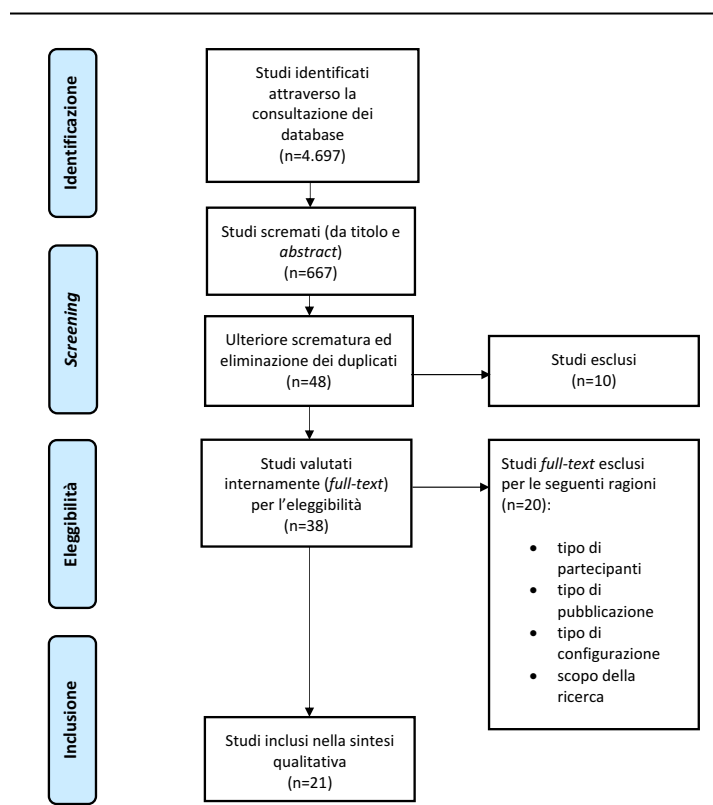 Identificazione
Studi identificati
attraverso la
consultazione dei
database
(n=4.697)
Studi scremati (da titolo e
abstract)
(n=667)
Screening
Ulteriore scrematura ed
eliminazione dei duplicati
(n=48)
Studi esclusi
(n=10)
Eleggibilità
Studi valutati
internamente (full-text)
per l'eleggibilità
(n=38)
Studi full-text esclusi
per le seguenti ragioni
(n=20):
• tipo di
partecipanti
• tipo di
pubblicazione
• tipo di
configurazione
• scopo della
ricerca
Inclusione
Studi inclusi nella sintesi
qualitativa
(n=21)